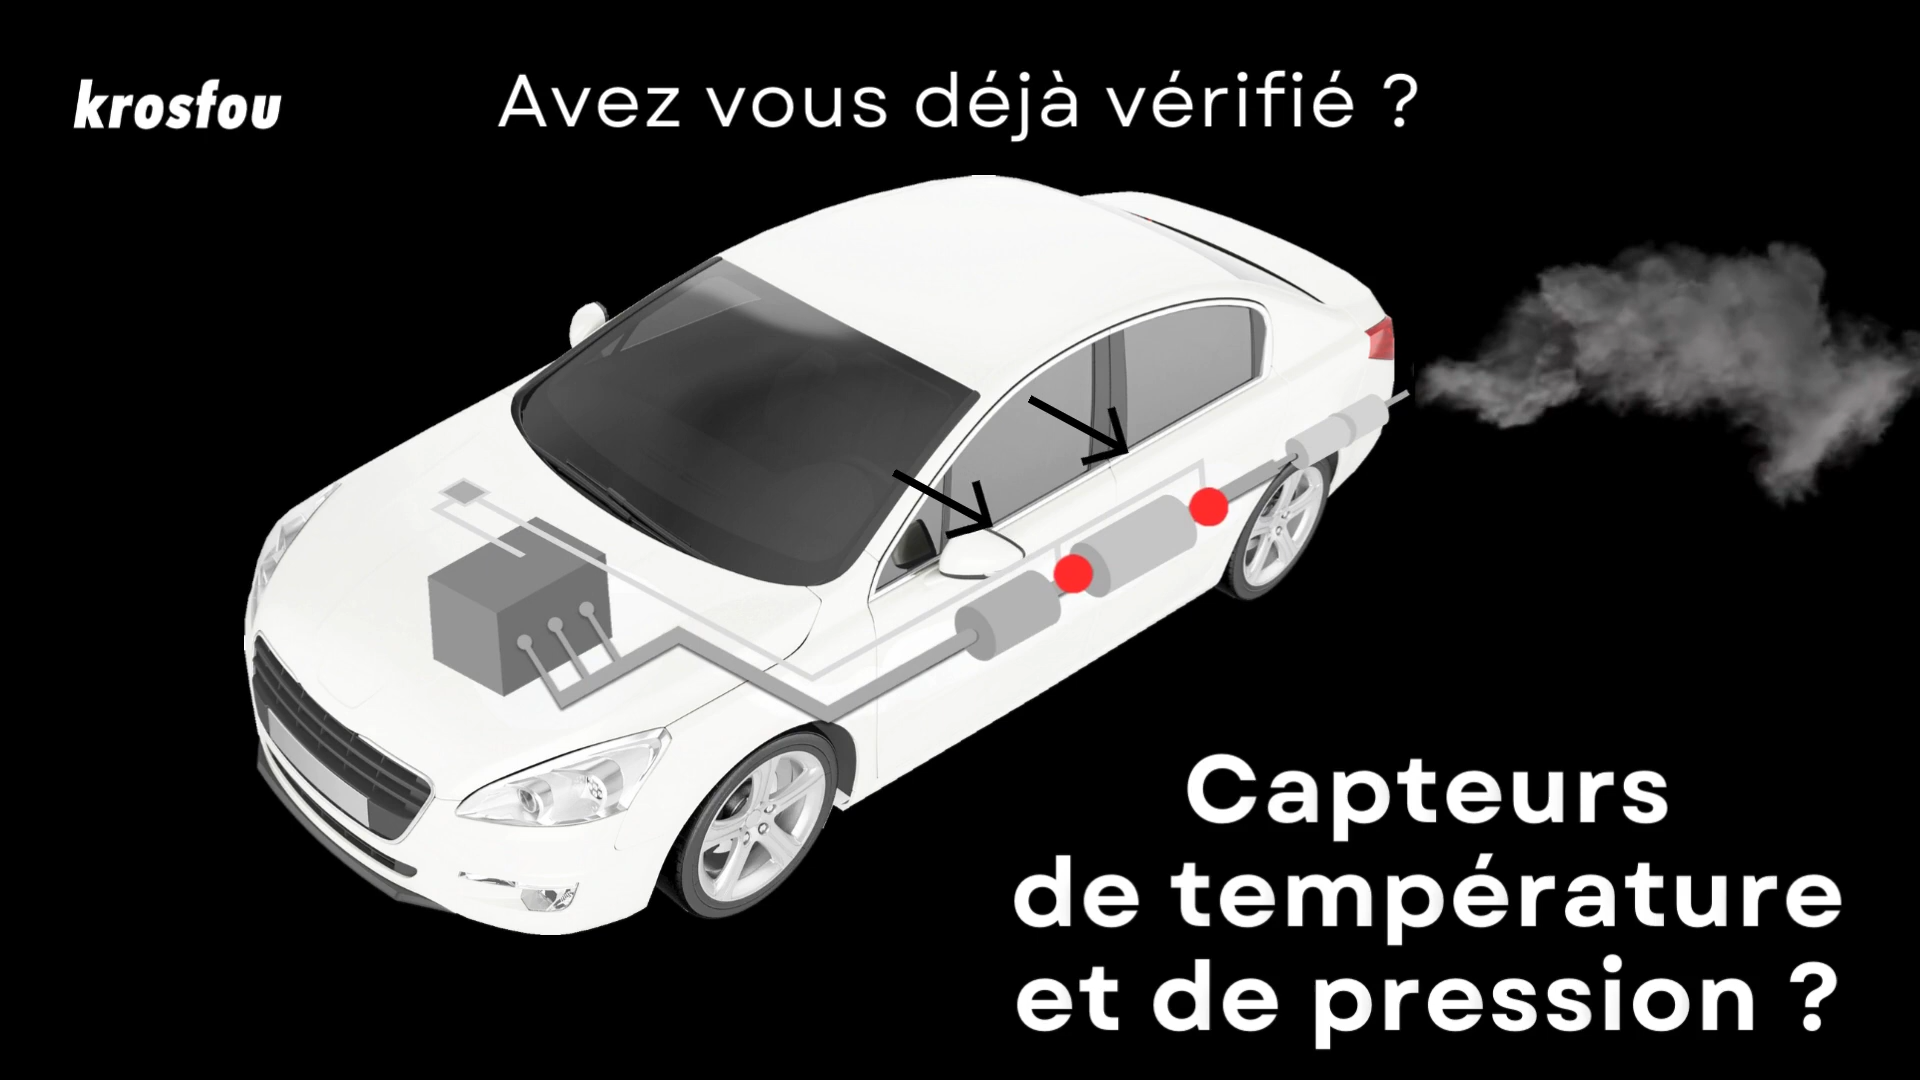 krosfou
Avez vous déjà vérifié ?
Capteurs
de température
et de pression ?